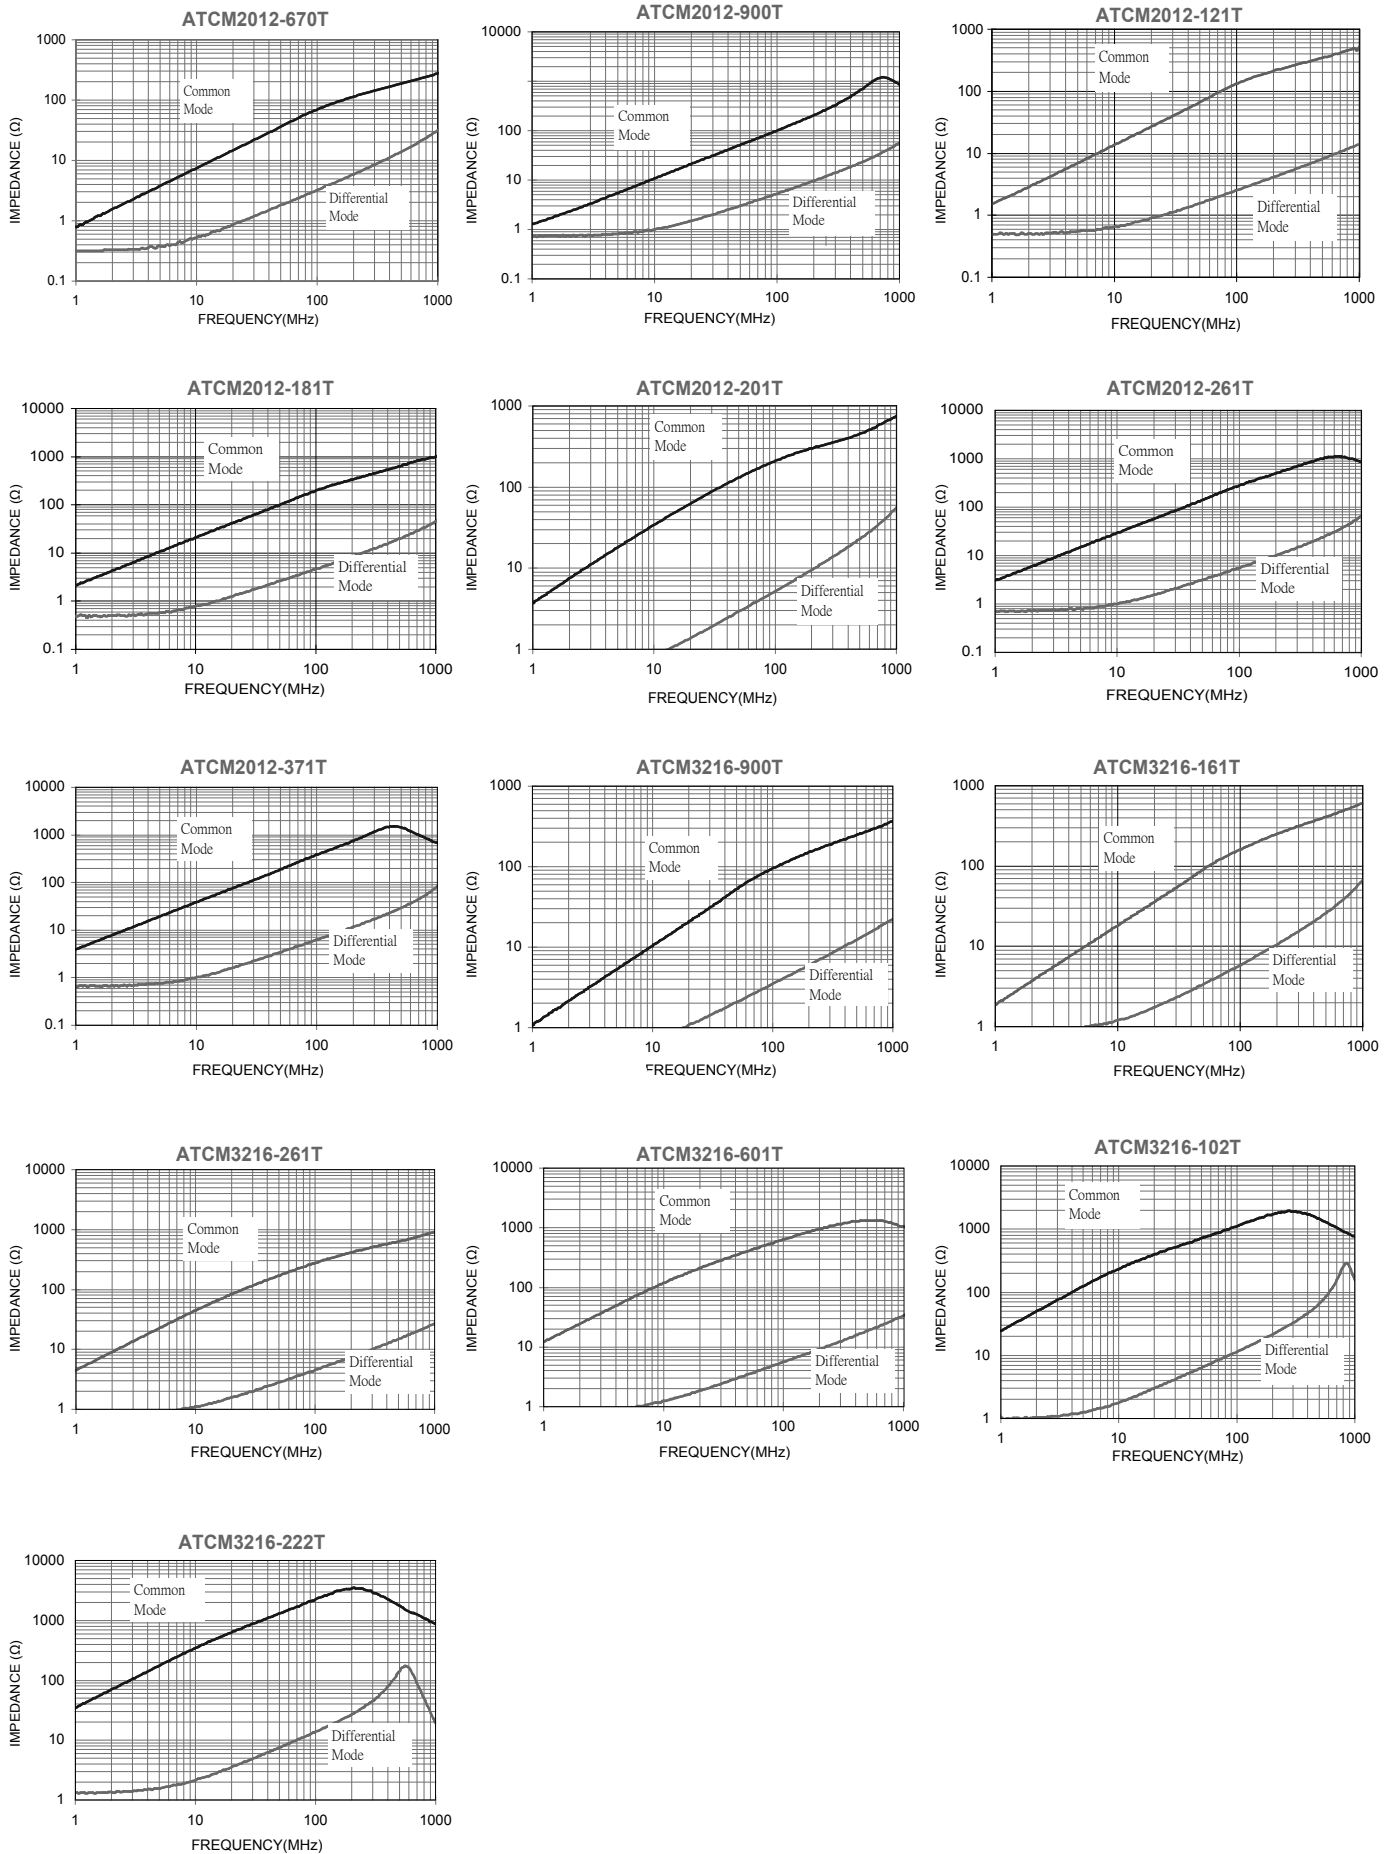 ATCM2012-670T
1000
100
10
1
0.1
IMPEDANCE (Ω)
Common
Mode
Differential
Mode
1 10 100 1000
FREQUENCY(MHz)
ATCM2012-900T
10000
1000
100
10
1
0.1
IMPEDANCE (Ω)
Common
Mode
Differential
Mode
1 10 100 1000
FREQUENCY(MHz)
ATCM2012-121T
1000
100
10
1
0.1
IMPEDANCE (Ω)
Common
Mode
Differential
Mode
1 10 100 1000
FREQUENCY(MHz)
ATCM2012-181T
10000
1000
100
10
1
0.1
IMPEDANCE (Ω)
Common
Mode
Differential
Mode
1 10 100 1000
FREQUENCY(MHz)
ATCM2012-201T
1000
100
10
1
IMPEDANCE (Ω)
Common
Mode
Differential
Mode
1 10 100 1000
FREQUENCY(MHz)
ATCM2012-261T
10000
1000
100
10
1
0.1
IMPEDANCE (Ω)
Common
Mode
Differential
Mode
1 10 100 1000
FREQUENCY(MHz)
ATCM2012-371T
10000
1000
100
10
1
0.1
IMPEDANCE (Ω)
Common
Mode
Differential
Mode
1 10 100 1000
FREQUENCY(MHz)
ATCM3216-900T
1000
100
10
1
IMPEDANCE (Ω)
Common
Mode
Differential
Mode
1 10 100 1000
FREQUENCY(MHz)
ATCM3216-161T
1000
100
10
1
IMPEDANCE (Ω)
Common
Mode
Differential
Mode
1 10 100 1000
FREQUENCY(MHz)
ATCM3216-261T
10000
1000
100
10
1
IMPEDANCE (Ω)
Common
Mode
Differential
Mode
1 10 100 1000
FREQUENCY(MHz)
ATCM3216-601T
10000
1000
100
10
1
IMPEDANCE (Ω)
Common
Mode
Differential
Mode
1 10 100 1000
FREQUENCY(MHz)
ATCM3216-102T
10000
1000
100
10
1
IMPEDANCE (Ω)
Common
Mode
Differential
Mode
1 10 100 1000
FREQUENCY(MHz)
ATCM3216-222T
10000
1000
100
10
1
IMPEDANCE (Ω)
Common
Mode
Differential
Mode
1 10 100 1000
FREQUENCY(MHz)